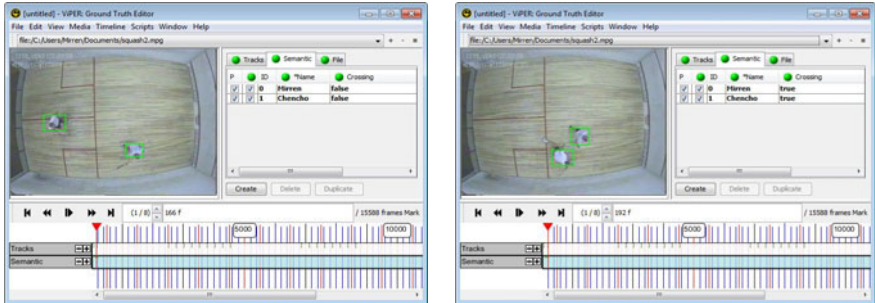 [untitled] - ViPER: Ground Truth Editor
File Edit View Media Timeline Scripts Window Help
file:/C:/Users/Mirren/Documents/squash2.mpg
Tracks Semantic File
P ID *Name Crossing
0 Mirren false
1 Chencho false
Create Delete Duplicate
(1/8) 166 f / 15588 frames Mark
5000 10000
Tracks
Semantic
[untitled] - ViPER: Ground Truth Editor
File Edit View Media Timeline Scripts Window Help
file:/C:/Users/Mirren/Documents/squash2.mpg
Tracks Semantic File
P ID *Name Crossing
0 Mirren true
1 Chencho true
Create Delete Duplicate
(1/8) 192 f / 15588 frames Mark
5000 10000
Tracks
Semantic